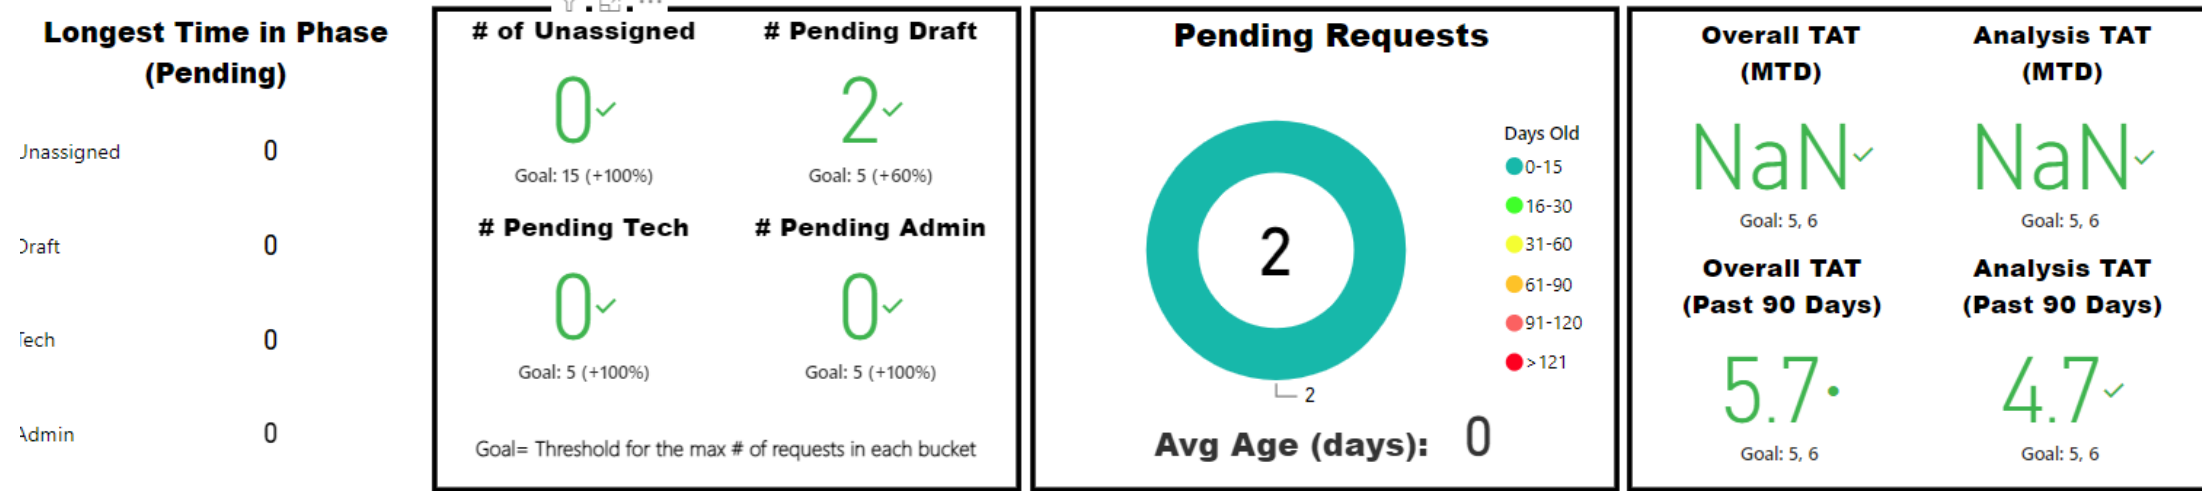 Longest Time in Phase
(Pending)
Unassigned 0
Draft 0
Tech 0
Admin 0
# of Unassigned
0
Goal: 15 (+100%)
# Pending Draft
2
Goal: 5 (+60%)
# Pending Tech
0
Goal: 5 (+100%)
# Pending Admin
0
Goal: 5 (+100%)
Goal= Threshold for the max # of requests in each bucket
Pending Requests
2
2
Days Old
0-15
16-30
31-60
61-90
91-120
>121
Avg Age (days): 0
Overall TAT
(MTD)
NaN
Goal: 5, 6
Analysis TAT
(MTD)
NaN
Goal: 5, 6
Overall TAT
(Past 90 Days)
5.7
Goal: 5, 6
Analysis TAT
(Past 90 Days)
4.7
Goal: 5, 6